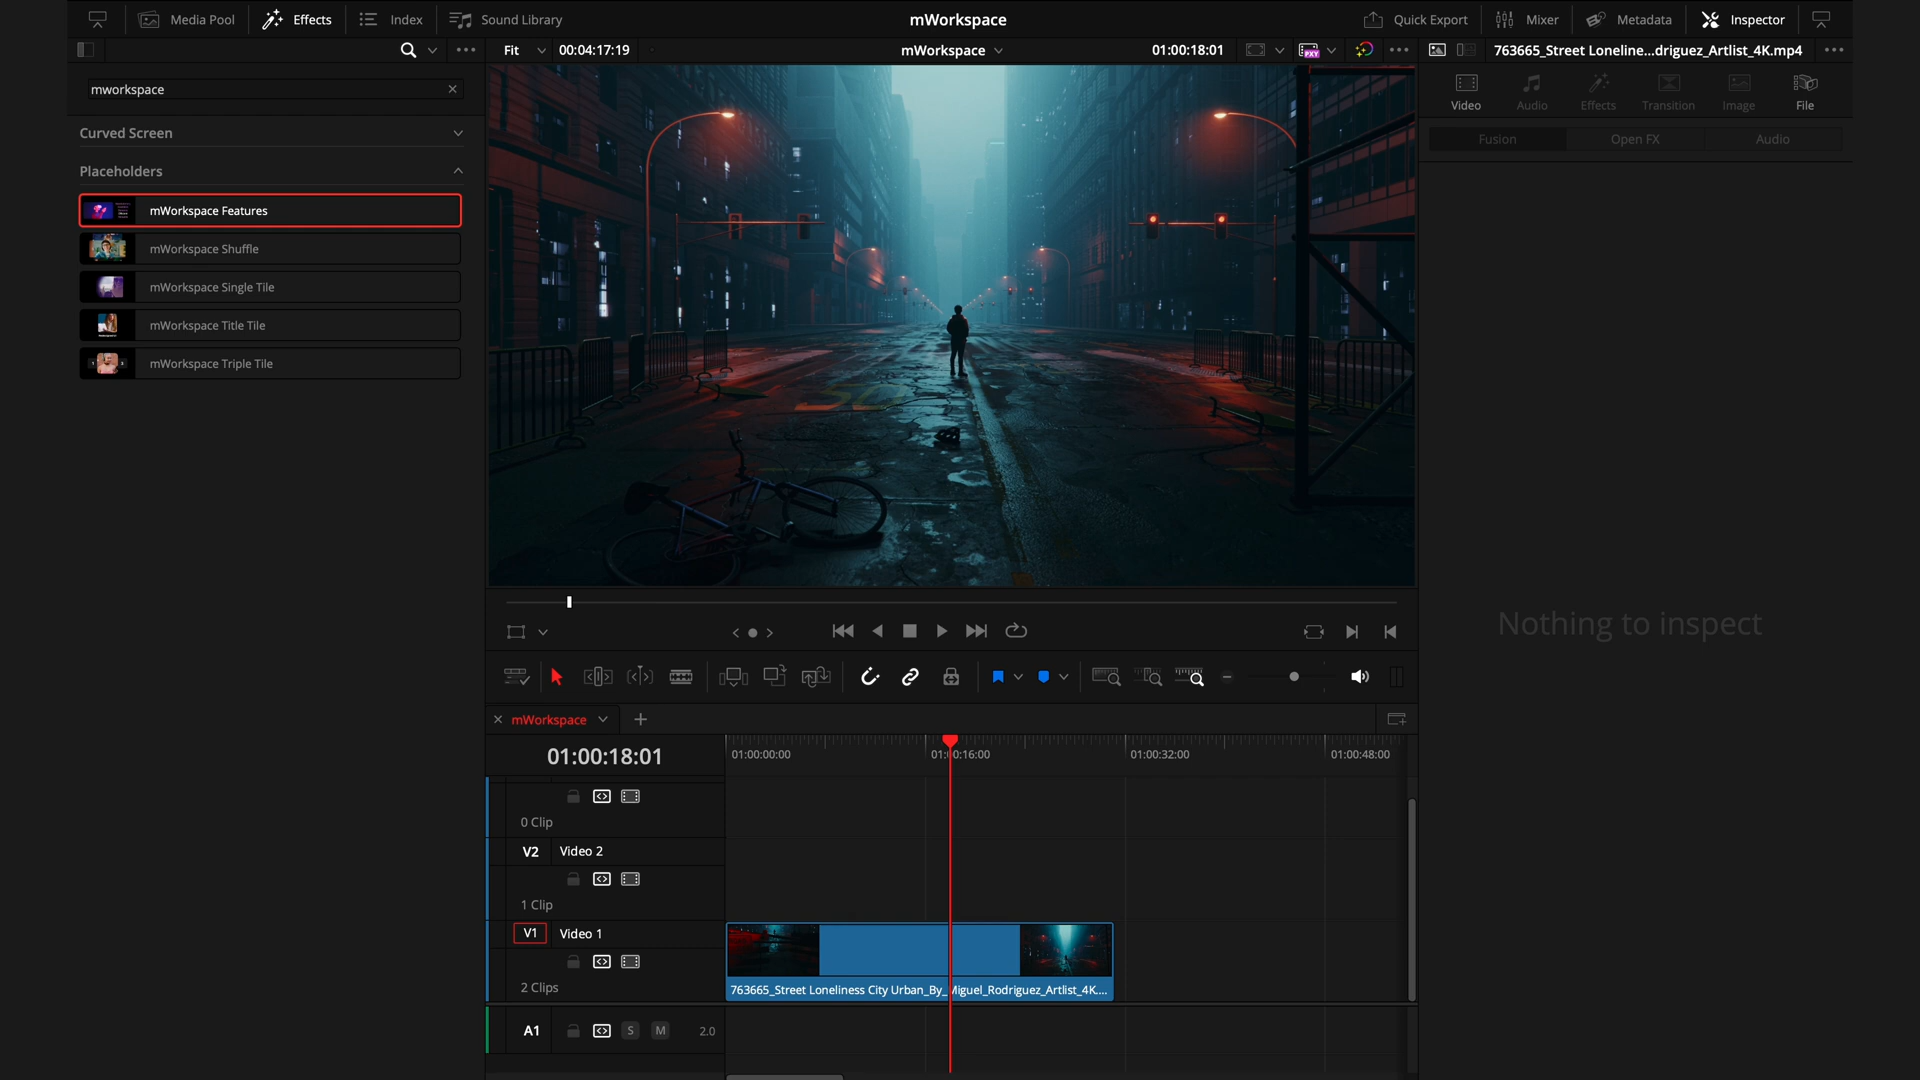 Media Pool
Effects
Index
Sound Library
mWorkspace
Quick Export
Mixer
Metadata
Inspector
Fit
00:04:17:19
mWorkspace
01:00:18:01
PXY
763665_Street Loneline...driguez_Artlist_4K.mp4
mworkspace
Video
Audio
Effects
Transition
Image
File
Curved Screen
Fusion
Open FX
Audio
Placeholders
mWorkspace Features
mWorkspace Shuffle
mWorkspace Single Tile
mWorkspace Title Tile
mWorkspace Triple Tile
Nothing to inspect
mWorkspace
01:00:18:01
01:00:00:00
01:00:16:00
01:00:32:00
01:00:48:00
0 Clip
V2
Video 2
1 Clip
V1
Video 1
2 Clips
763665_Street Loneliness City Urban_By_Miguel_Rodriguez_Artlist_4K....
A1
S
M
2.0